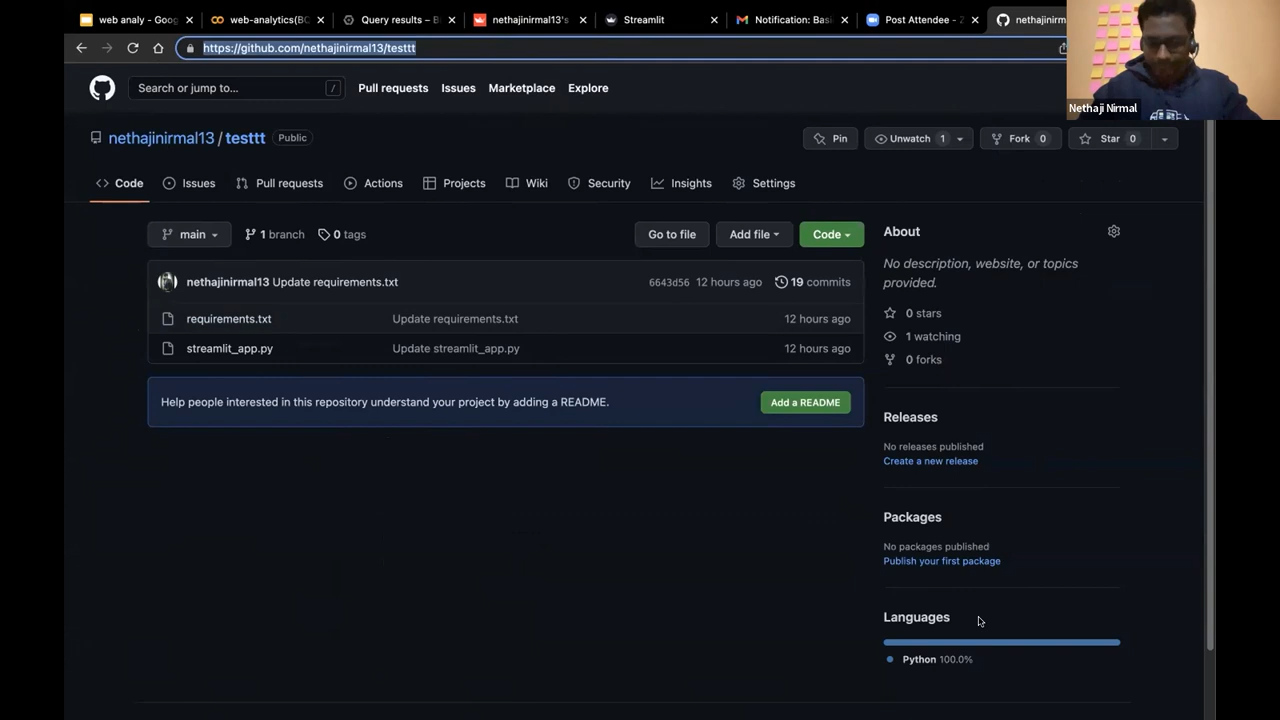 web analy - Goog
web-analytics(BC
Query results – B
nethajinirmal13's
Streamlit
Notification: Bas
Post Attendee - Z
nethajinirm
https://github.com/nethajinirmal13/testtt
Nethaji Nirmal
Search or jump to... /
Pull requests Issues Marketplace Explore
nethajinirmal13 / testtt Public
Pin Unwatch 1 Fork 0 Star 0
Code Issues Pull requests Actions Projects Wiki Security Insights Settings
main 1 branch 0 tags Go to file Add file Code
nethajinirmal13 Update requirements.txt 6643d56 12 hours ago 19 commits
requirements.txt Update requirements.txt 12 hours ago
streamlit_app.py Update streamlit_app.py 12 hours ago
Help people interested in this repository understand your project by adding a README. Add a README
About
No description, website, or topics
provided.
0 stars
1 watching
0 forks
Releases
No releases published
Create a new release
Packages
No packages published
Publish your first package
Languages
Python 100.0%